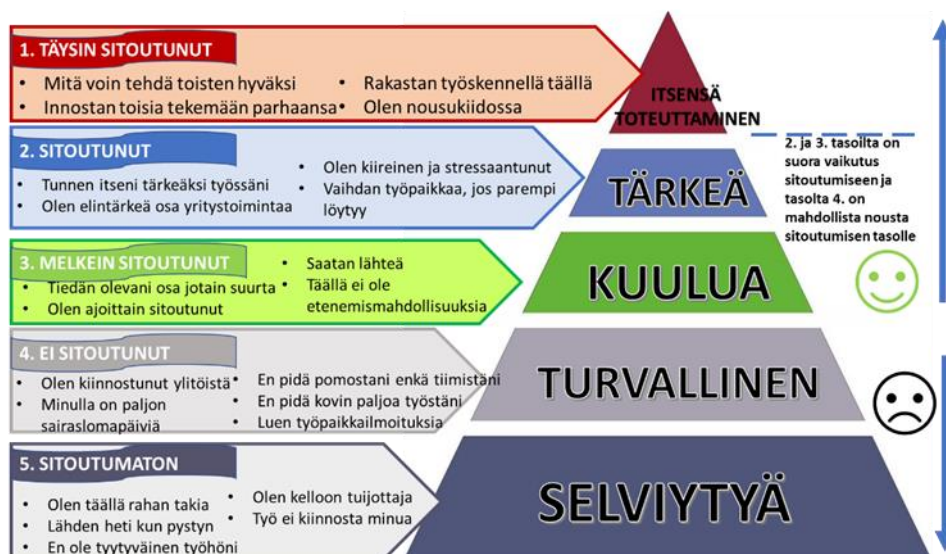 1. TÄYSIN SITOUTUNUT
• Mitä voin tehdä toisten hyväksi
• Innostan toisia tekemään parhaansa
• Rakastan työskennellä täällä
• Olen nousukiidossa
ITSENSÄ
TOTEUTTAMINEN
2. SITOUTUNUT
• Tunnen itseni tärkeäksi työssäni
• Olen elintärkeä osa yritystoimintaa
• Olen kiireinen ja stressaantunut
• Vaihdan työpaikkaa, jos parempi
löytyy
TÄRKEÄ
2. ja 3. tasoilta on
suora vaikutus
sitoutumiseen ja
tasolta 4. on
mahdollista nousta
sitoutumisen tasolle
3. MELKEIN SITOUTUNUT
• Tiedän olevani osa jotain suurta
• Olen ajoittain sitoutunut
• Saatan lähteä
• Täällä ei ole
etenemismahdollisuuksia
KUULUA
4. EI SITOUTUNUT
• Olen kiinnostunut ylitöistä
• Minulla on paljon
sairaslomapäiviä
• En pidä pomostani enkä tiimistäni
• En pidä kovin paljoa työstäni
• Luen työpaikkailmoituksia
TURVALLINEN
5. SITOUTUMATON
• Olen täällä rahan takia
• Lähden heti kun pystyn
• En ole tyytyväinen työhöni
• Olen kelloon tuijottaja
• Työ ei kiinnosta minua
SELVIYTYÄ